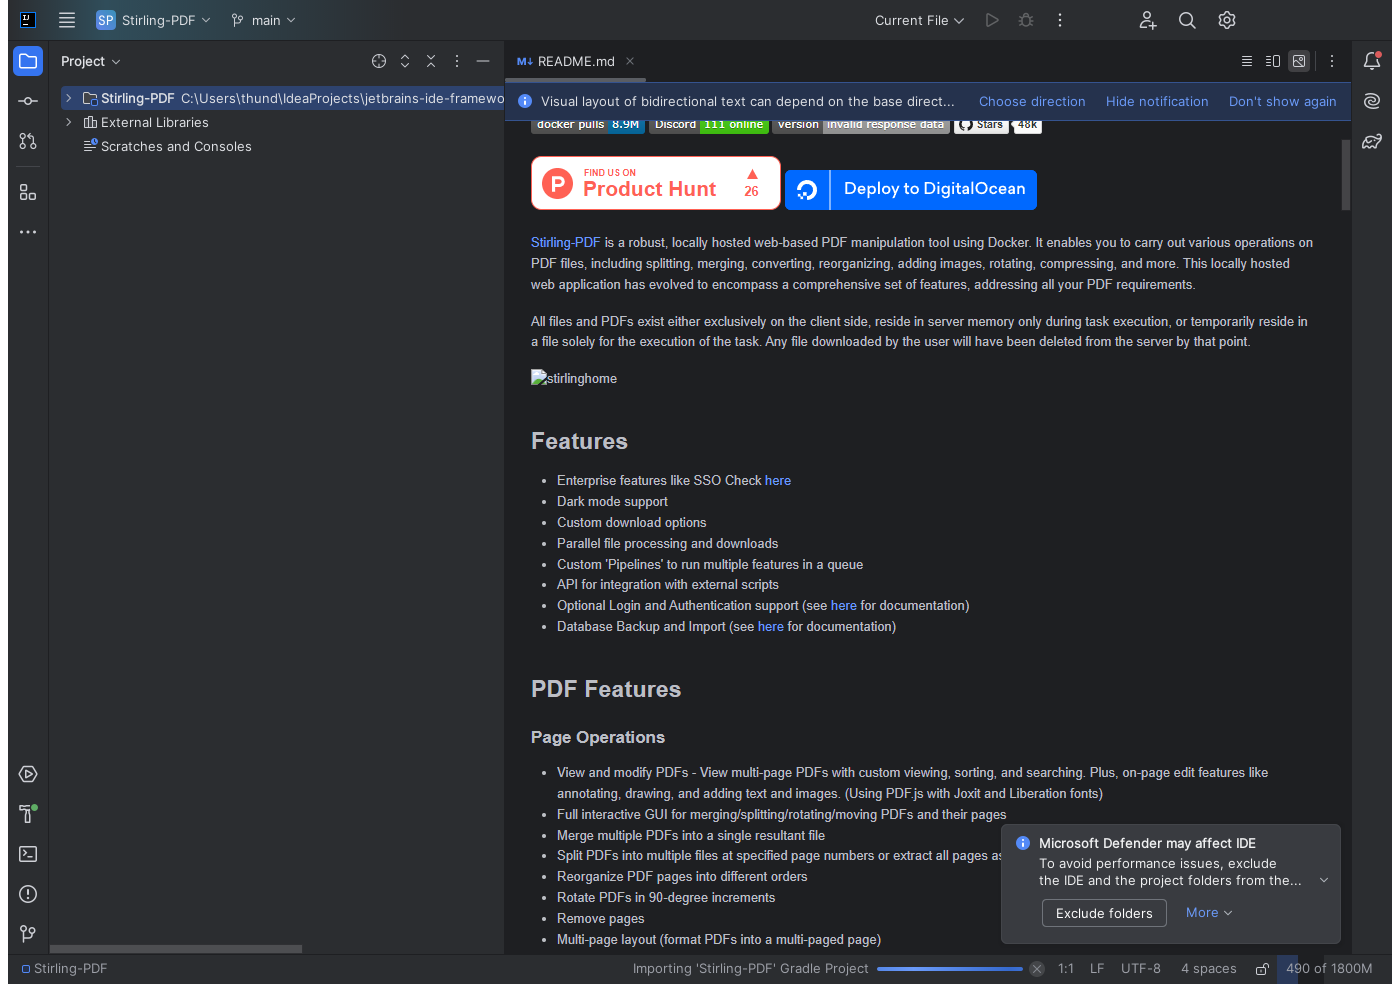 SP Stirling-PDF main Current File
Project
README.md
Stirling-PDF C:\Users\thund\IdeaProjects\jetbrains-ide-framewo
External Libraries
Scratches and Consoles
Visual layout of bidirectional text can depend on the base direct... Choose direction Hide notification Don't show again
docker pulls 8.9M Discord 111 online version invalid response data Stars 48k
FIND US ON
Product Hunt 26
Deploy to DigitalOcean
Stirling-PDF is a robust, locally hosted web-based PDF manipulation tool using Docker. It enables you to carry out various operations on
PDF files, including splitting, merging, converting, reorganizing, adding images, rotating, compressing, and more. This locally hosted
web application has evolved to encompass a comprehensive set of features, addressing all your PDF requirements.
All files and PDFs exist either exclusively on the client side, reside in server memory only during task execution, or temporarily reside in
a file solely for the execution of the task. Any file downloaded by the user will have been deleted from the server by that point.
stirlinghome
Features
Enterprise features like SSO Check here
Dark mode support
Custom download options
Parallel file processing and downloads
Custom 'Pipelines' to run multiple features in a queue
API for integration with external scripts
Optional Login and Authentication support (see here for documentation)
Database Backup and Import (see here for documentation)
PDF Features
Page Operations
View and modify PDFs - View multi-page PDFs with custom viewing, sorting, and searching. Plus, on-page edit features like
annotating, drawing, and adding text and images. (Using PDF.js with Joxit and Liberation fonts)
Full interactive GUI for merging/splitting/rotating/moving PDFs and their pages
Merge multiple PDFs into a single resultant file
Split PDFs into multiple files at specified page numbers or extract all pages as
Reorganize PDF pages into different orders
Rotate PDFs in 90-degree increments
Remove pages
Multi-page layout (format PDFs into a multi-paged page)
Microsoft Defender may affect IDE
To avoid performance issues, exclude
the IDE and the project folders from the...
Exclude folders More
Stirling-PDF Importing 'Stirling-PDF' Gradle Project 1:1 LF UTF-8 4 spaces 490 of 1800M